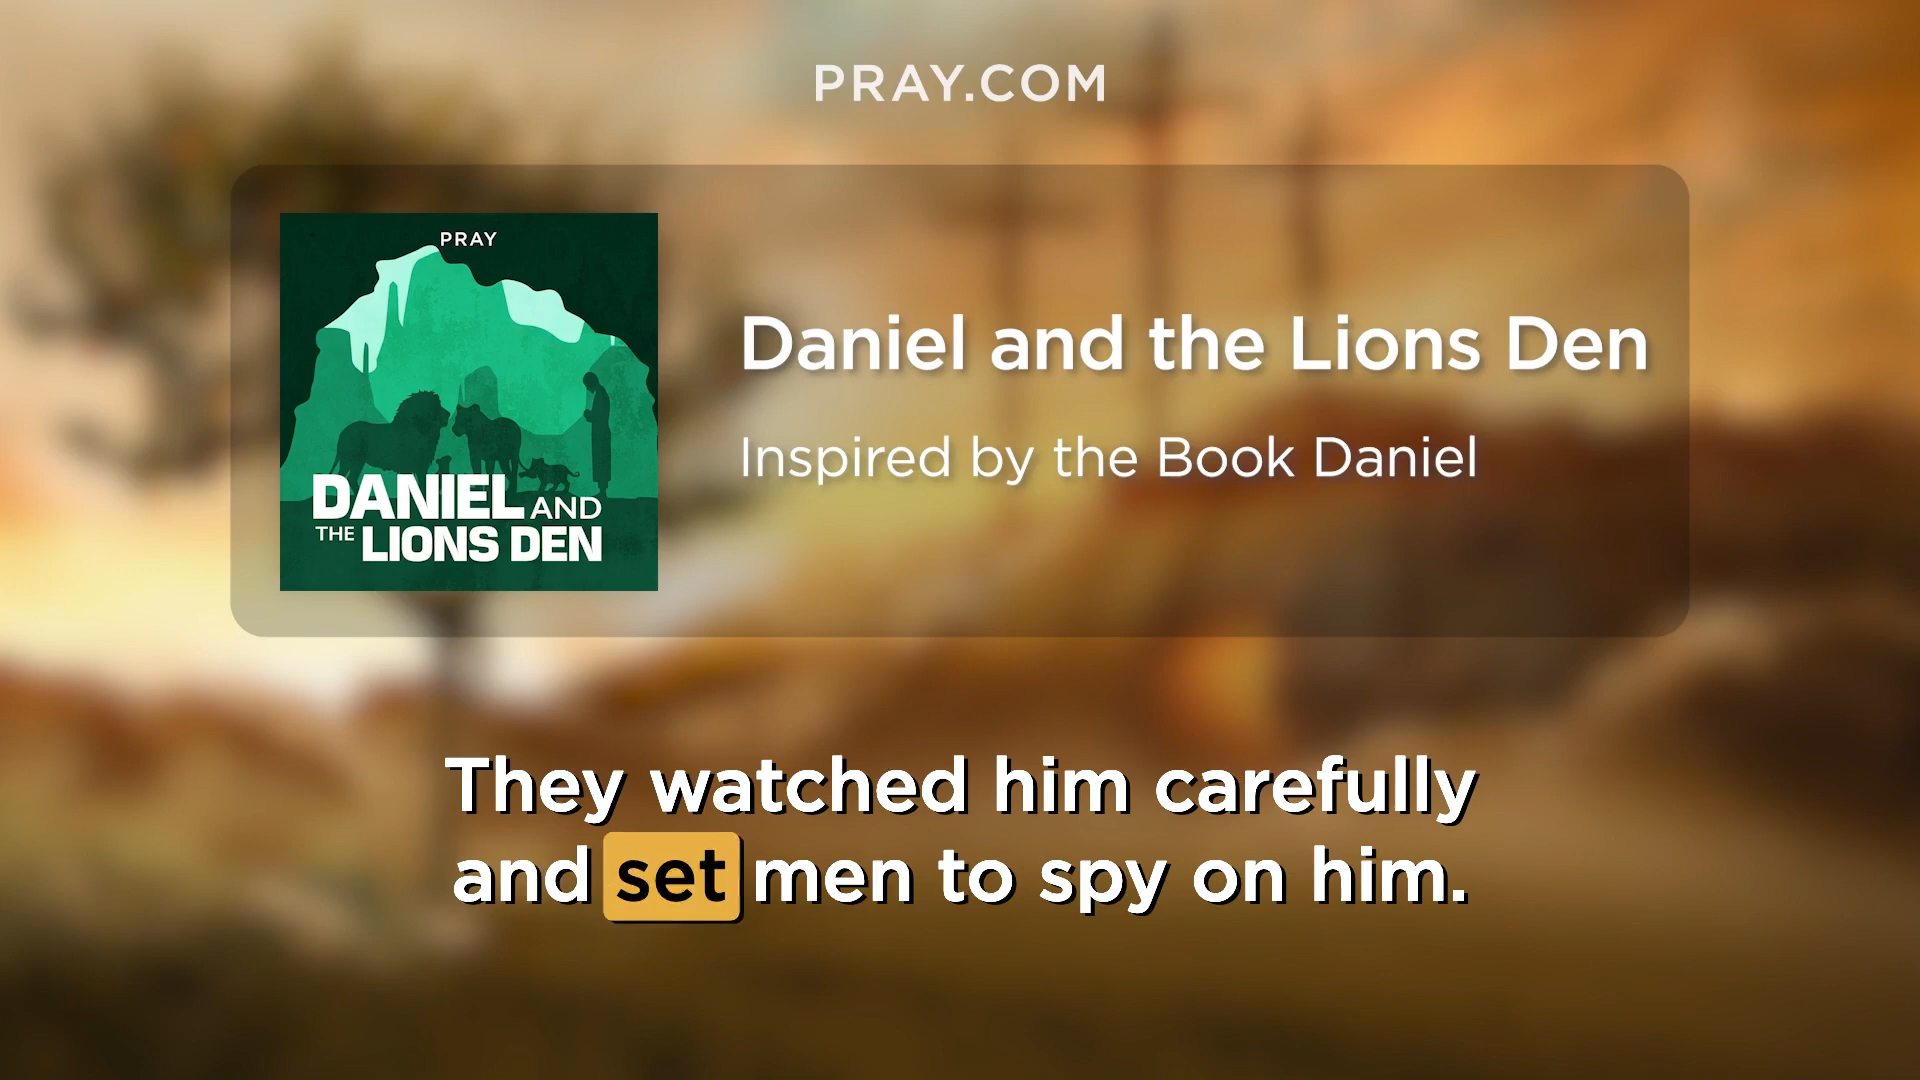 PRAY.COM
PRAY
DANIEL AND
THE LIONS DEN
Daniel and the Lions Den
Inspired by the Book Daniel
They watched him carefully
and set men to spy on him.